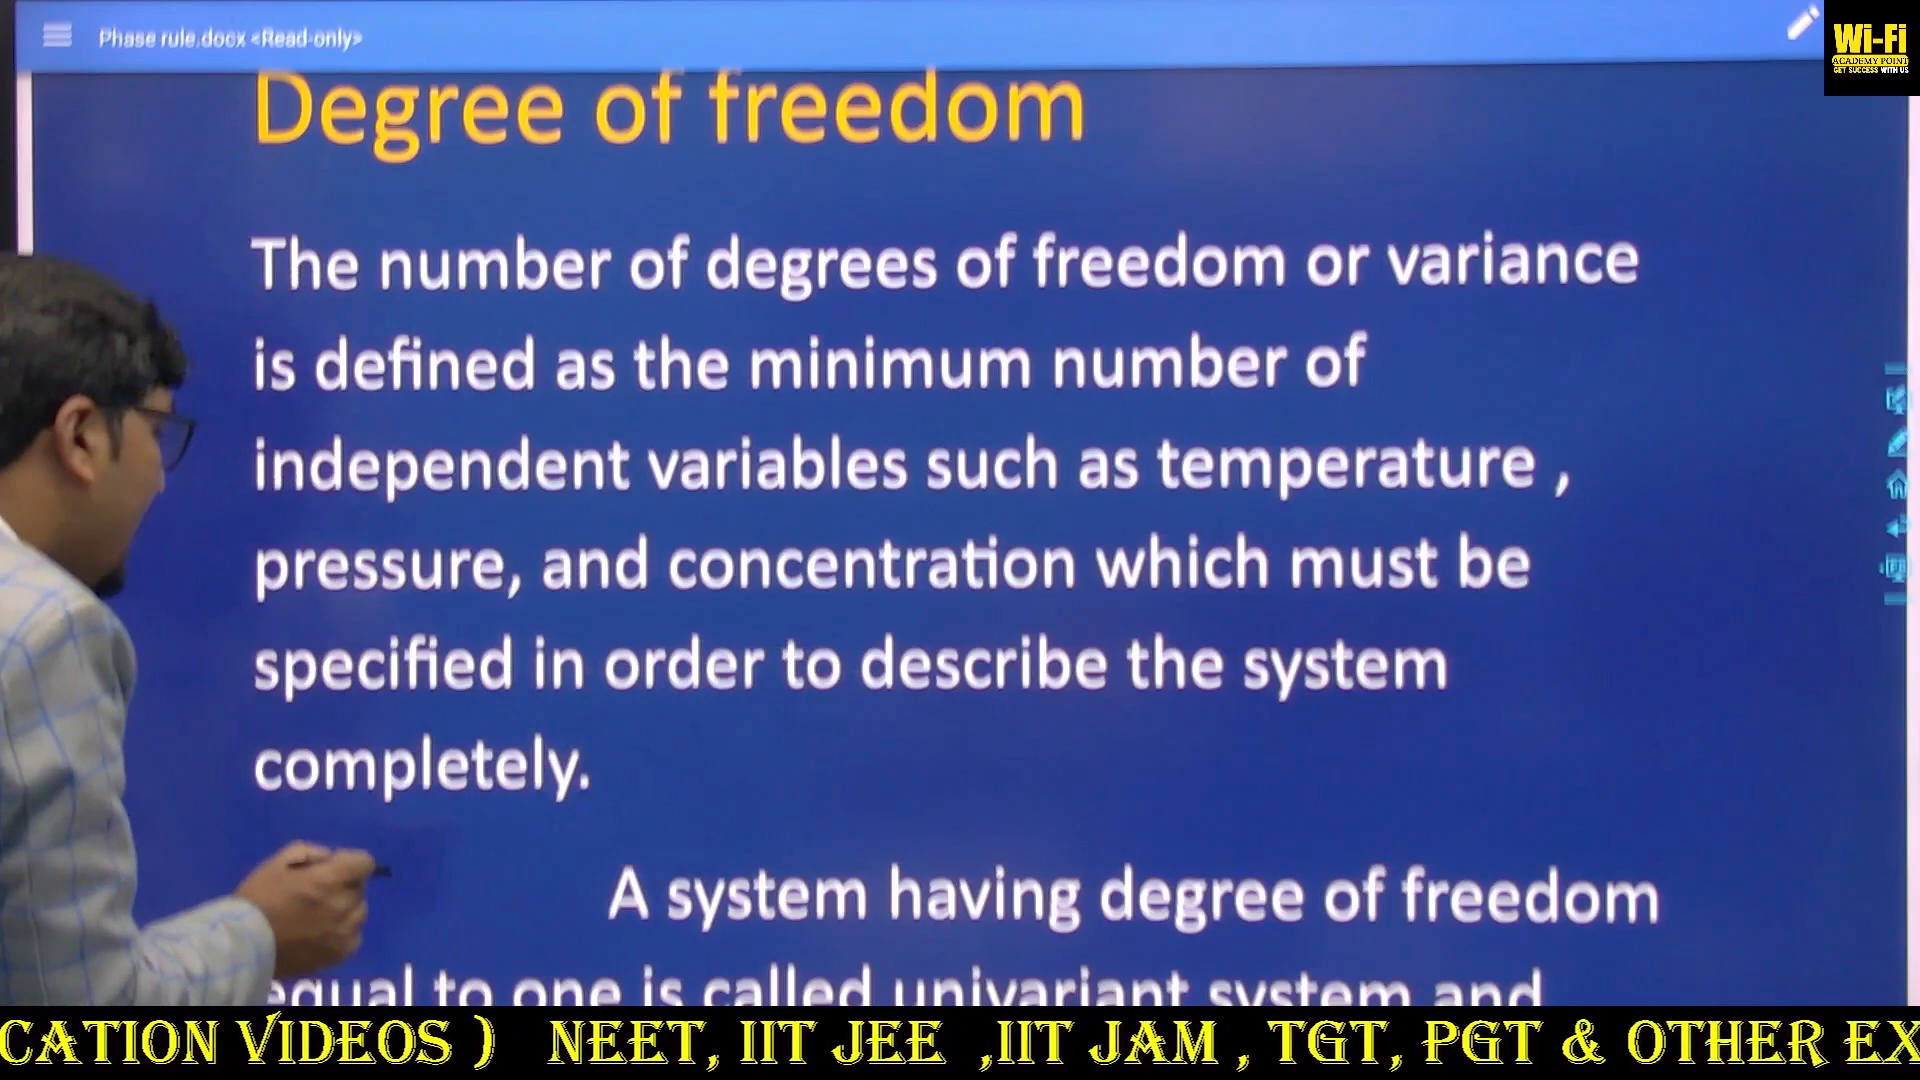 Phase rule.docx <Read-only>
Wi-Fi
ACADEMY POINT
GET SUCCESS WITH US
Degree of freedom
The number of degrees of freedom or variance
is defined as the minimum number of
independent variables such as temperature ,
pressure, and concentration which must be
specified in order to describe the system
completely.
A system having degree of freedom
equal to one is called univariant system and
CATION VIDEOS ) NEET, IIT JEE ,IIT JAM , TGT, PGT & OTHER EX